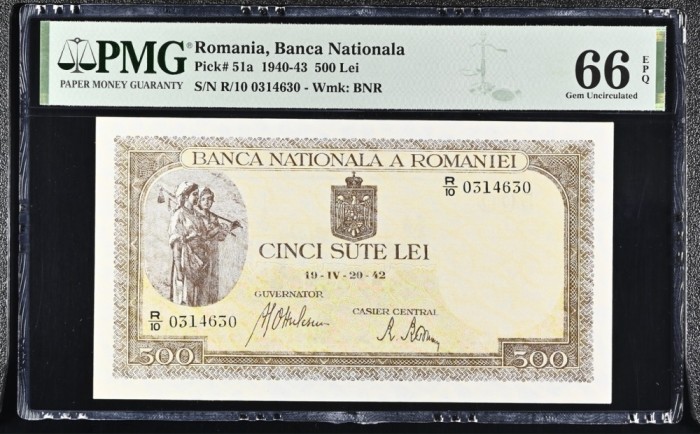 PMG
PAPER MONEY GUARANTY
Romania, Banca Nationala
Pick# 51a 1940-43 500 Lei
S/N R/10 0314630 - Wmk: BNR
66 EPQ
Gem Uncirculated
BANCA NATIONALA A ROMANIEI
R/10 0314630
CINCI SUTE LEI
19-IV-20-42
GUVERNATOR
CASIER CENTRAL
R/10 0314630
500
500